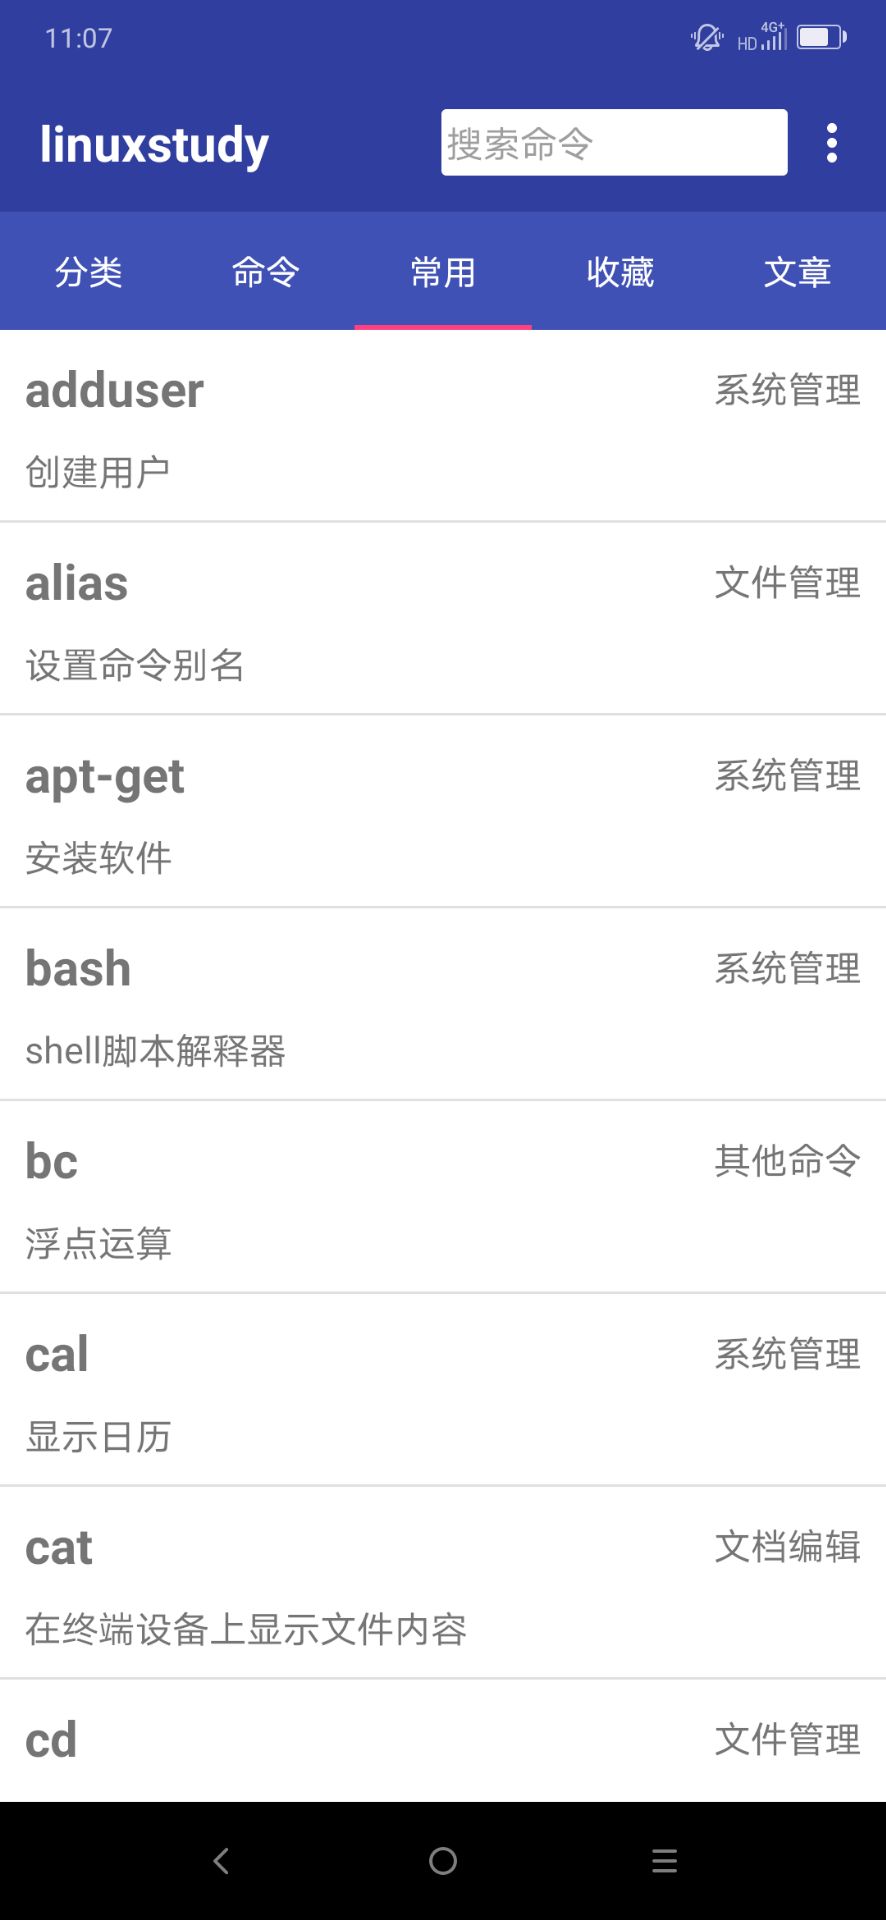 11:07
HD 4G+
linuxstudy
搜索命令
分类 命令 常用 收藏 文章
adduser 系统管理
创建用户
alias 文件管理
设置命令别名
apt-get 系统管理
安装软件
bash 系统管理
shell脚本解释器
bc 其他命令
浮点运算
cal 系统管理
显示日历
cat 文档编辑
在终端设备上显示文件内容
cd 文件管理